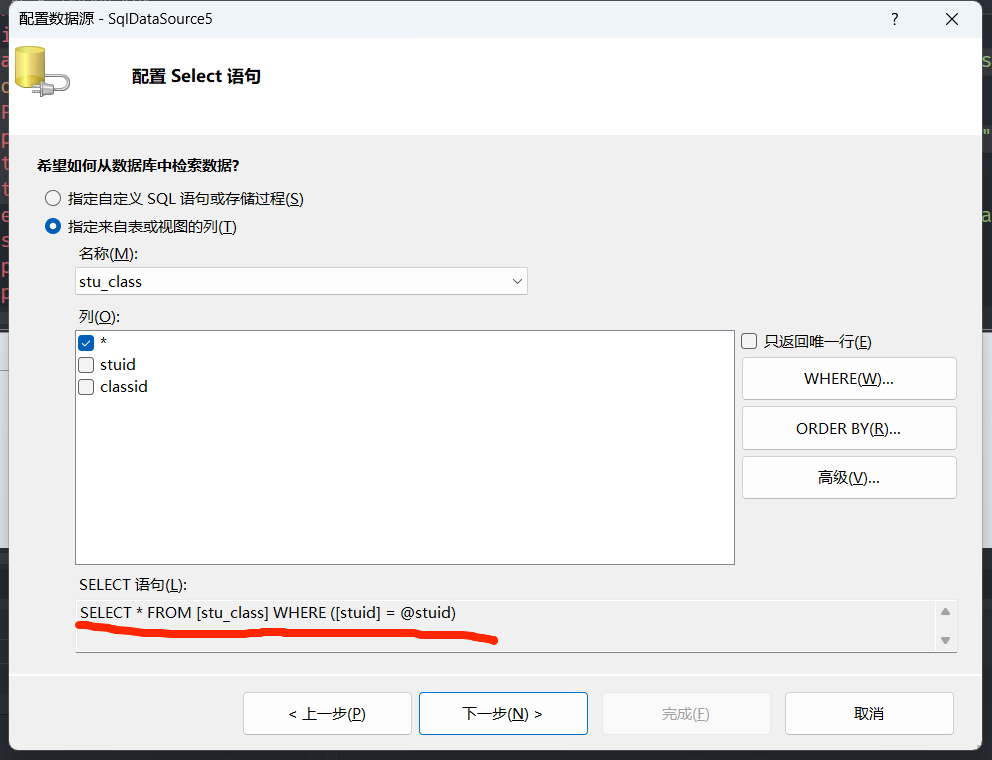 配置数据源 - SqlDataSource5
?
配置 Select 语句
希望如何从数据库中检索数据?
指定自定义 SQL 语句或存储过程(S)
指定来自表或视图的列(T)
名称(M):
stu_class
列(O):
*
只返回唯一行(E)
stuid
WHERE(W)...
classid
ORDER BY(R)...
高级(V)...
SELECT 语句(L):
SELECT * FROM [stu_class] WHERE ([stuid] = @stuid)
< 上一步(P)
下一步(N) >
完成(F)
取消